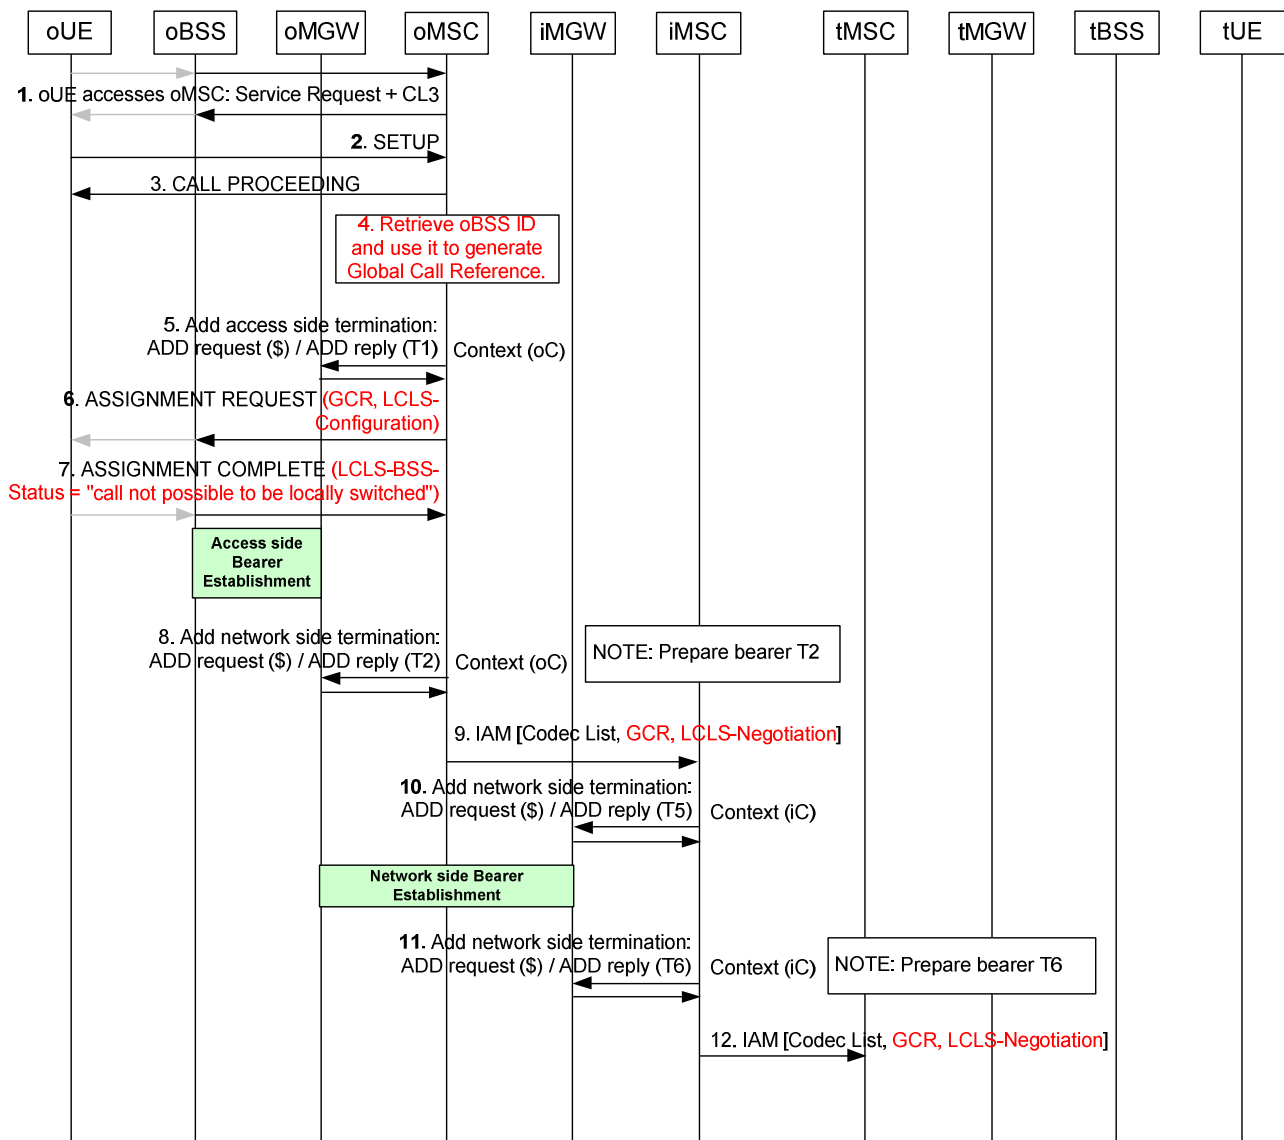 oUE oBSS oMGW oMSC iMGW iMSC tMSC tMGW tBSS tUE
1. oUE accesses oMSC: Service Request + CL3
2. SETUP
3. CALL PROCEEDING
4. Retrieve oBSS ID
and use it to generate
Global Call Reference.
5. Add access side termination:
ADD request ($) / ADD reply (T1) Context (oC)
6. ASSIGNMENT REQUEST (GCR, LCLS-
Configuration)
7. ASSIGNMENT COMPLETE (LCLS-BSS-
Status = "call not possible to be locally switched")
Access side
Bearer
Establishment
8. Add network side termination:
ADD request ($) / ADD reply (T2) Context (oC)
NOTE: Prepare bearer T2
9. IAM [Codec List, GCR, LCLS-Negotiation]
10. Add network side termination:
ADD request ($) / ADD reply (T5) Context (iC)
Network side Bearer
Establishment
11. Add network side termination:
ADD request ($) / ADD reply (T6) Context (iC)
NOTE: Prepare bearer T6
12. IAM [Codec List, GCR, LCLS-Negotiation]